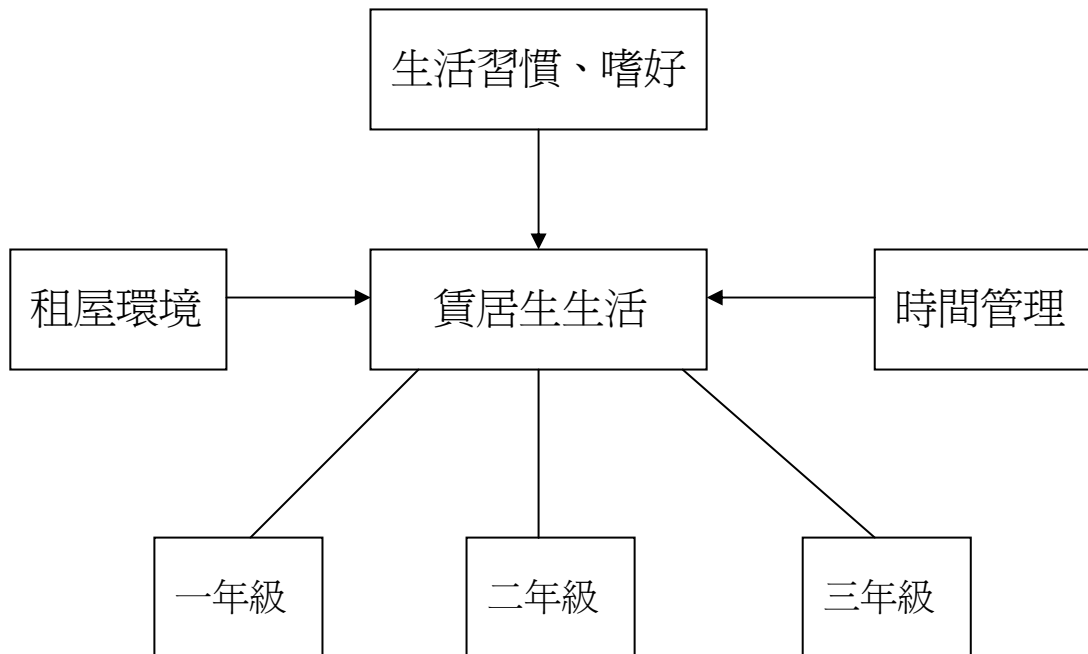 生活習慣、嗜好
租屋環境
賃居生生活
時間管理
一年級
二年級
三年級